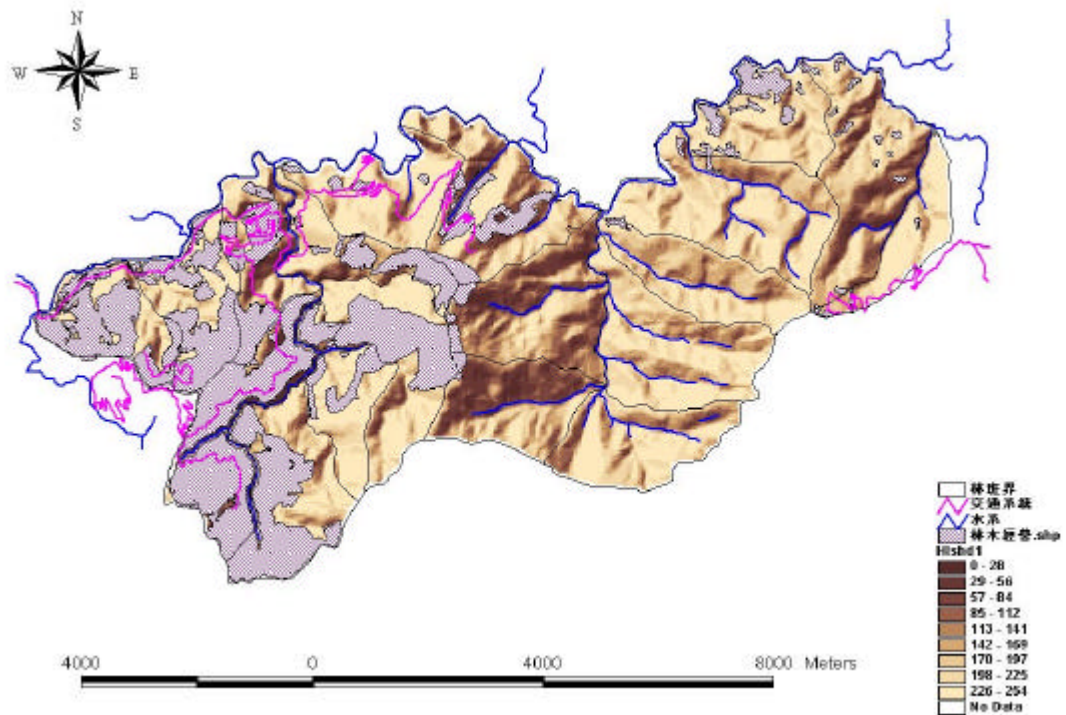 N
W E
S
林班界
交通系統
水系
林木經營.shp
Hlshd1
0 - 28
29 - 56
57 - 84
85 - 112
113 - 141
142 - 169
170 - 197
198 - 225
226 - 254
No Data
4000 0 4000 8000 Meters